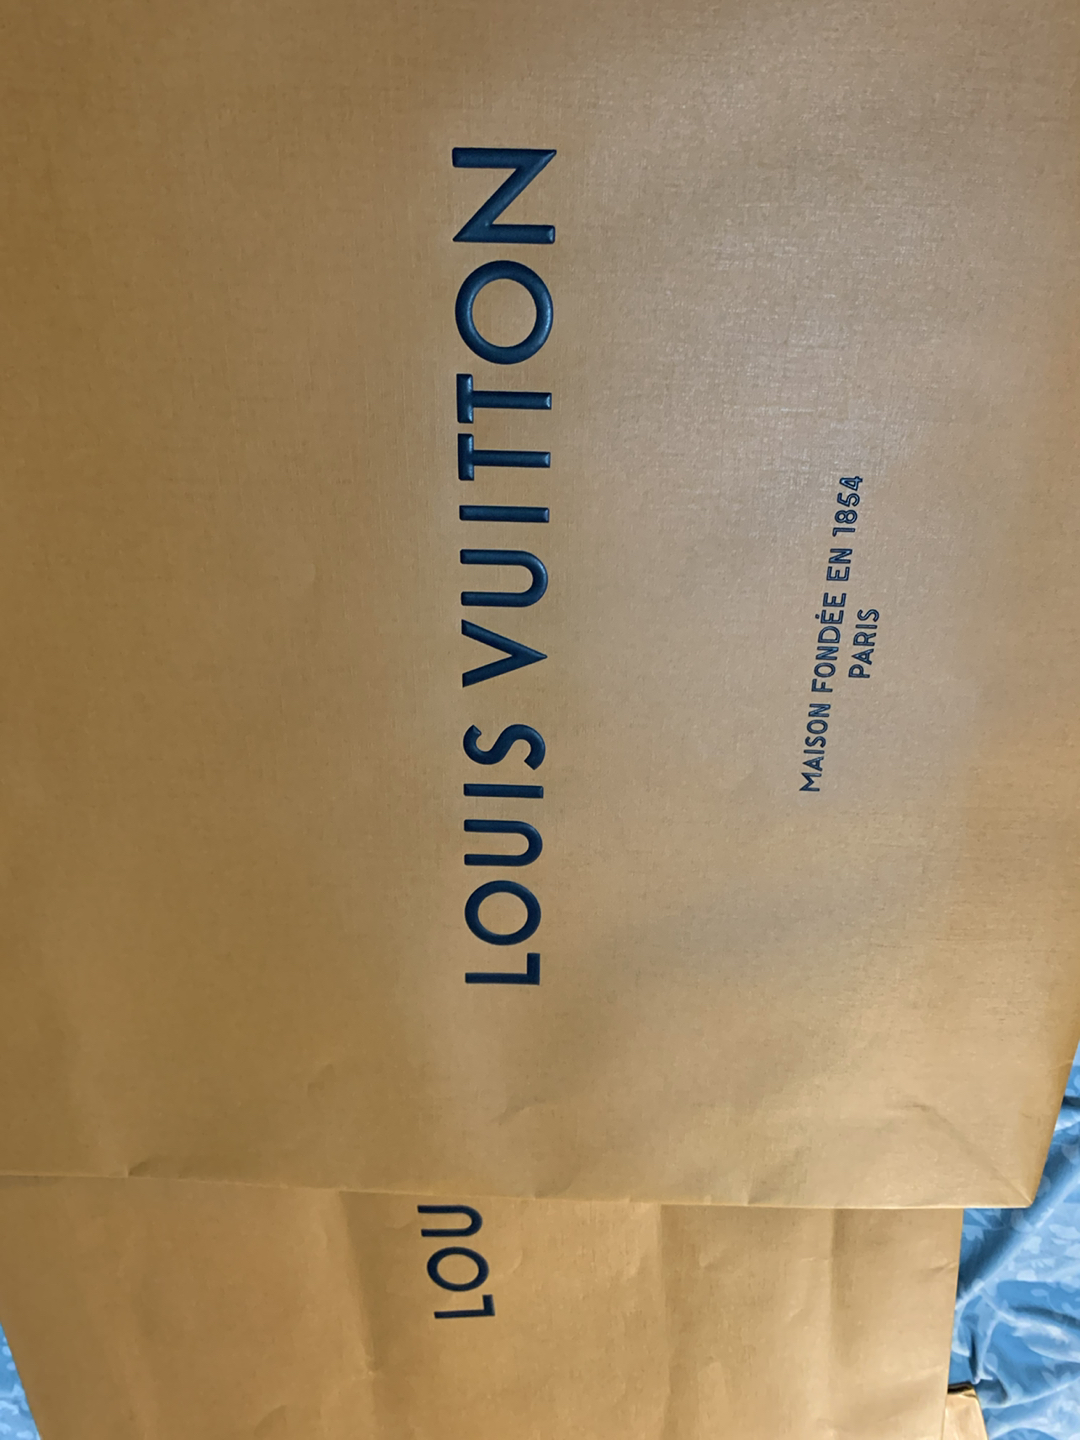 LOUIS VUITTON
MAISON FONDÉE EN 1854
PARIS
LOU